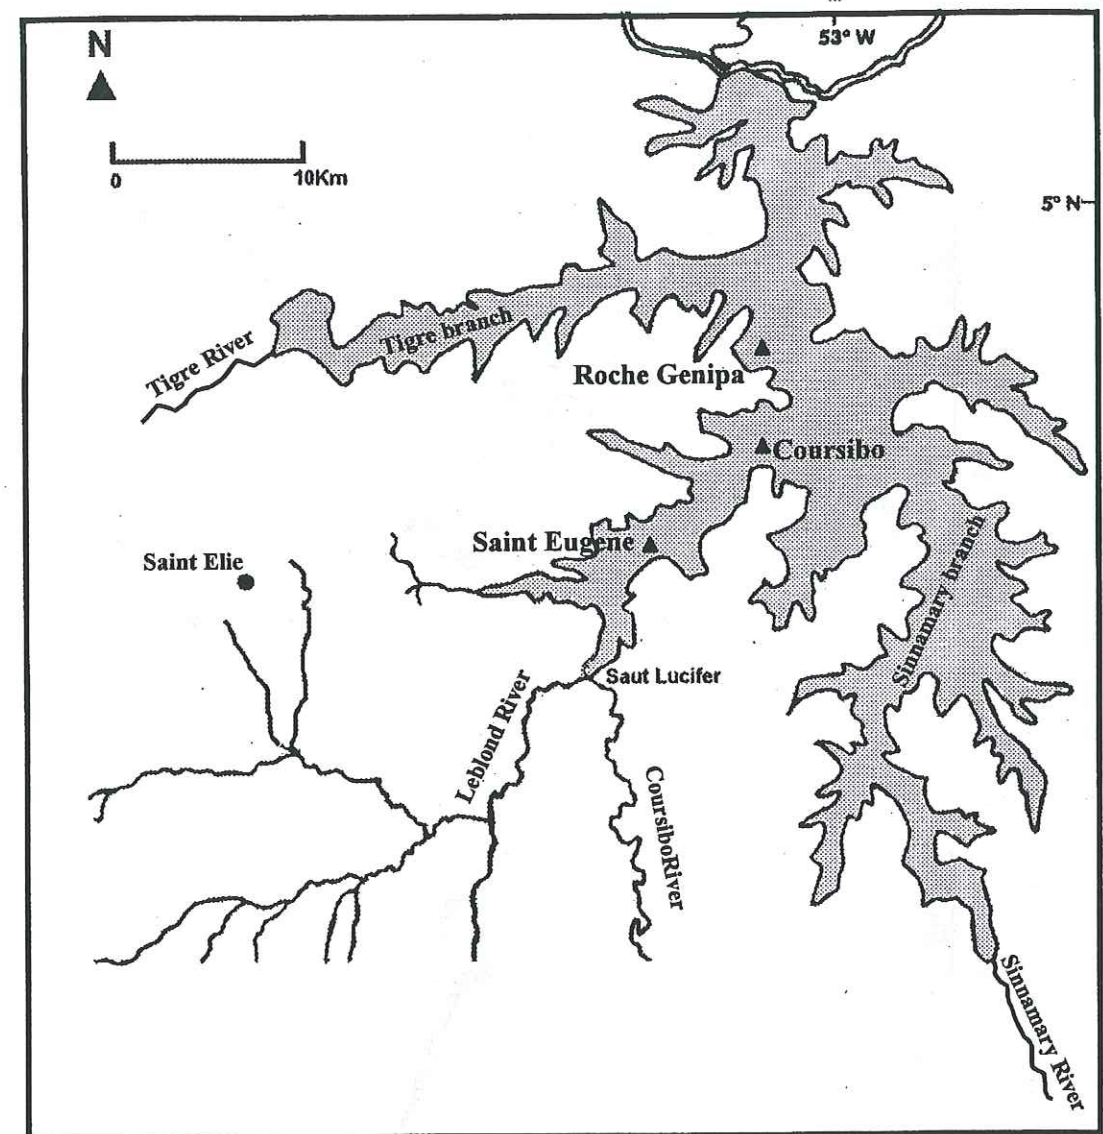 N
53° W
0
10Km
5° N
Tigre River
Tigre branch
Roche Genipa
Coursibo
Saint Eugene
Saint Elie
Sinnamary branch
Saut Lucifer
Leblond River
CoursiboRiver
Sinnamary River